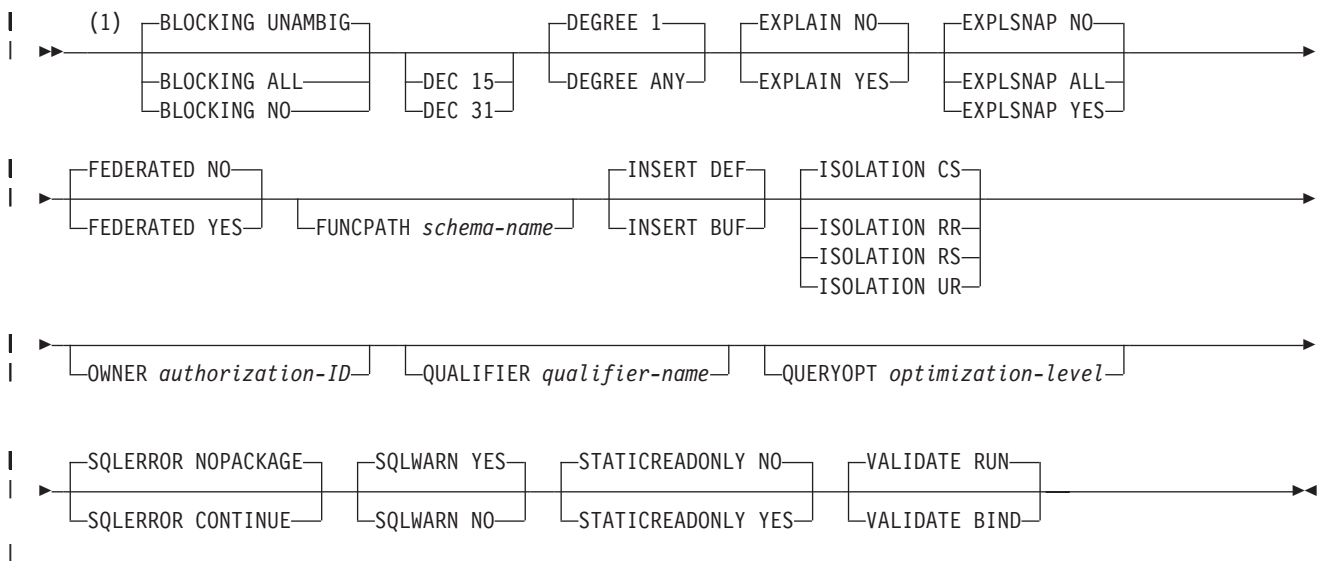 (1) BLOCKING UNAMBIG DEGREE 1 EXPLAIN NO EXPLSNAP NO
BLOCKING ALL DEC 15 DEGREE ANY EXPLAIN YES EXPLSNAP ALL
BLOCKING NO DEC 31 EXPLSNAP YES
FEDERATED NO INSERT DEF ISOLATION CS
FEDERATED YES FUNCPATH schema-name INSERT BUF ISOLATION RR
ISOLATION RS
ISOLATION UR
OWNER authorization-ID QUALIFIER qualifier-name QUERYOPT optimization-level
SQLERROR NOPACKAGE SQLWARN YES STATICREADONLY NO VALIDATE RUN
SQLERROR CONTINUE SQLWARN NO STATICREADONLY YES VALIDATE BIND